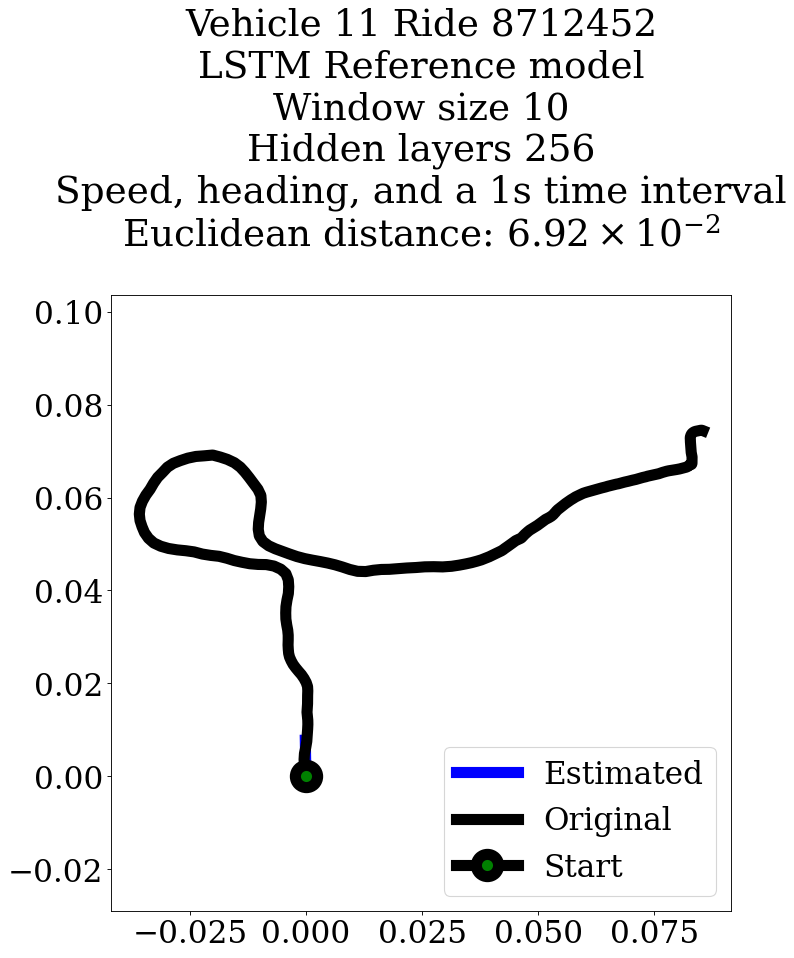 Vehicle 11 Ride 8712452
LSTM Reference model
Window size 10
Hidden layers 256
Speed, heading, and a 1s time interval
Euclidean distance: 6.92 × 10⁻²
0.10
0.08
0.06
0.04
0.02
0.00
−0.02
Estimated
Original
Start
−0.025 0.000 0.025 0.050 0.075